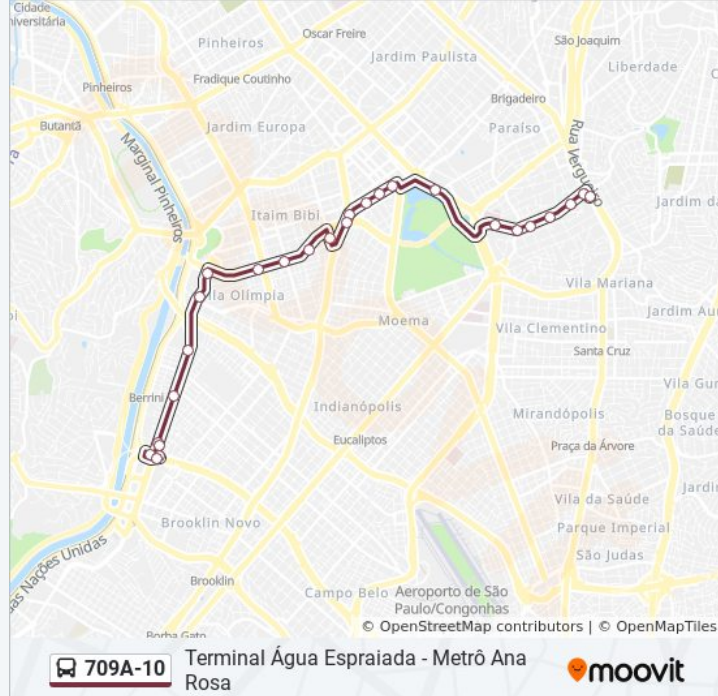 Cidade
Universitária
Oscar Freire
São Joaquim
Pinheiros
Jardim Paulista
Liberdade
Fradique Coutinho
Pinheiros
Brigadeiro
Butantã
Jardim Europa
Paraíso
Rua Vergueiro
Marginal Pinheiros
Jardim da
Itaim Bibi
Vila Olímpia
Vila Mariana
Jardim Au
Moema
Vila Clementino
Santa Cruz
Vila Gu
Berrini
Indianópolis
Mirandópolis
Bosque
da Saúde
Eucaliptos
Praça da Árvore
Jardi
Vila da Saúde
Brooklin Novo
Parque Imperial
das Nações Unidas
São Judas
Brooklin
Campo Belo
Aeroporto de São
Paulo/Congonhas
© OpenStreetMap contributors | © OpenMapTiles
Borba Gato
709A-10
Terminal Água Espraiada - Metrô Ana
Rosa
moovit